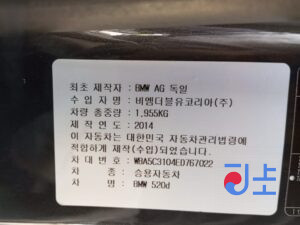 최초 제작자 : BMW AG 독일
수 입 자 명 : 비엠더블유코리아(주)
차량 총중량 : 1,955KG
제 작 연 도 : 2014
이 자동차는 대한민국 자동차관리법령에
적합하게 제작(수입)되었습니다.
차 대 번 호 : WBA5C3104ED767022
차 종 : 승용자동차
차 명 : BMW 520d